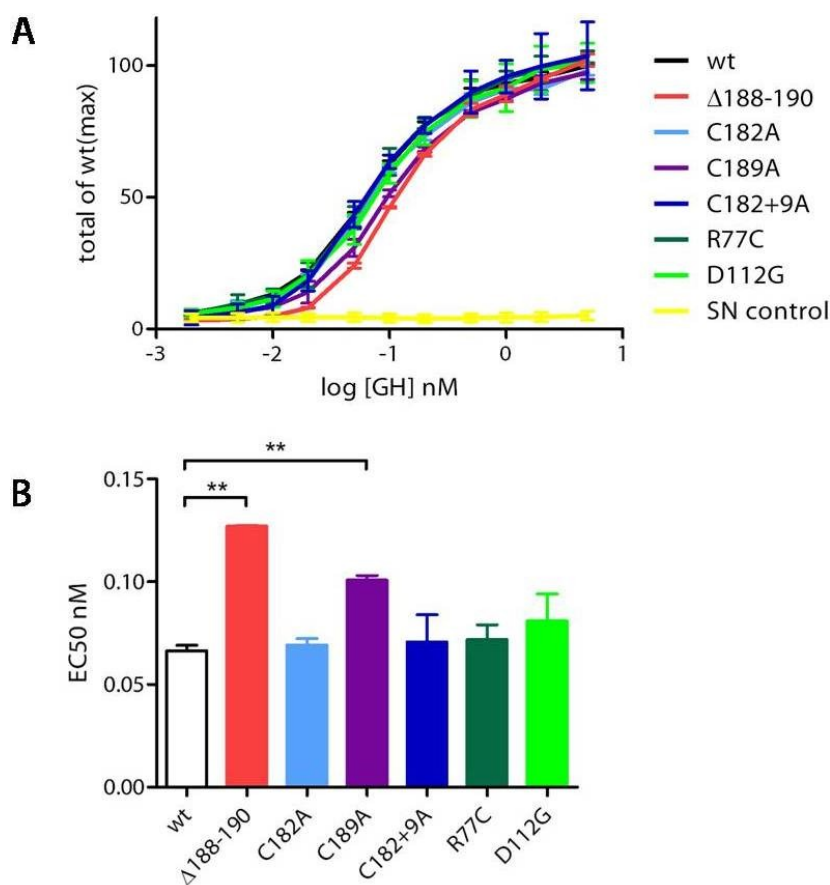 A
total of wt(max)
100
50
0
-3
-2
-1
0
1
log [GH] nM
wt
Δ188-190
C182A
C189A
C182+9A
R77C
D112G
SN control
B
**
**
EC50 nM
0.15
0.10
0.05
0.00
wt
Δ188-190
C182A
C189A
C182+9A
R77C
D112G